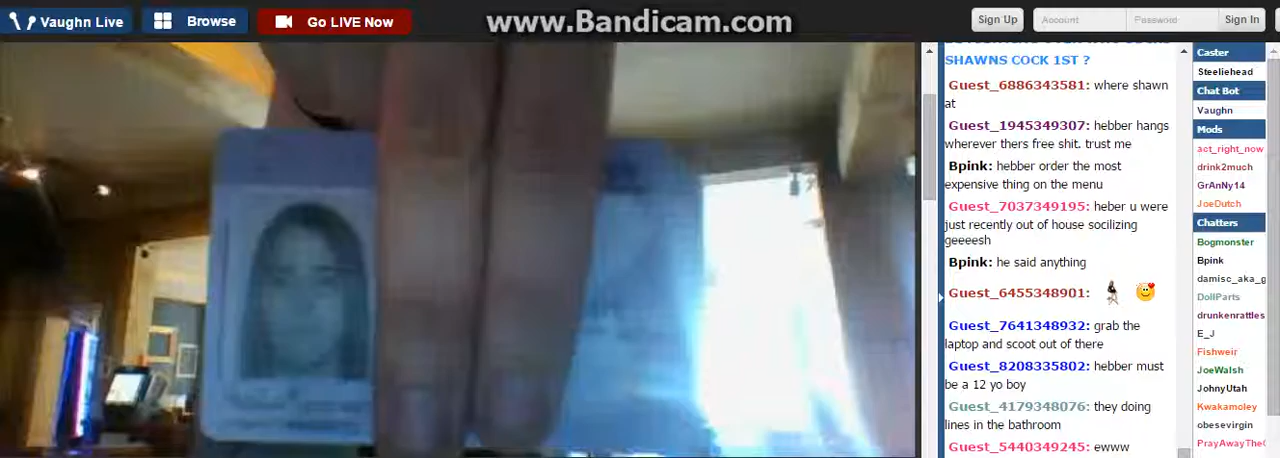 Vaughn Live
Browse
Go LIVE Now
www.Bandicam.com
Sign Up
Account
Password
Sign In
SHAWNS COCK 1ST ?
Guest_6886343581: where shawn
at
Guest_1945349307: hebber hangs
wherever thers free shit. trust me
Bpink: hebber order the most
expensive thing on the menu
Guest_7037349195: heber u were
just recently out of house socilizing
geeeesh
Bpink: he said anything
Guest_6455348901:
Guest_7641348932: grab the
laptop and scoot out of there
Guest_8208335802: hebber must
be a 12 yo boy
Guest_4179348076: they doing
lines in the bathroom
Guest_5440349245: ewww
Caster
Steeliehead
Chat Bot
Vaughn
Mods
act_right_now
drink2much
GrAnNy14
JoeDutch
Chatters
Bogmonster
Bpink
damisc_aka_g
DollParts
drunkenrattles
E_J
Fishweir
JoeWalsh
JohnyUtah
Kwakamoley
obesevirgin
PrayAwayThe